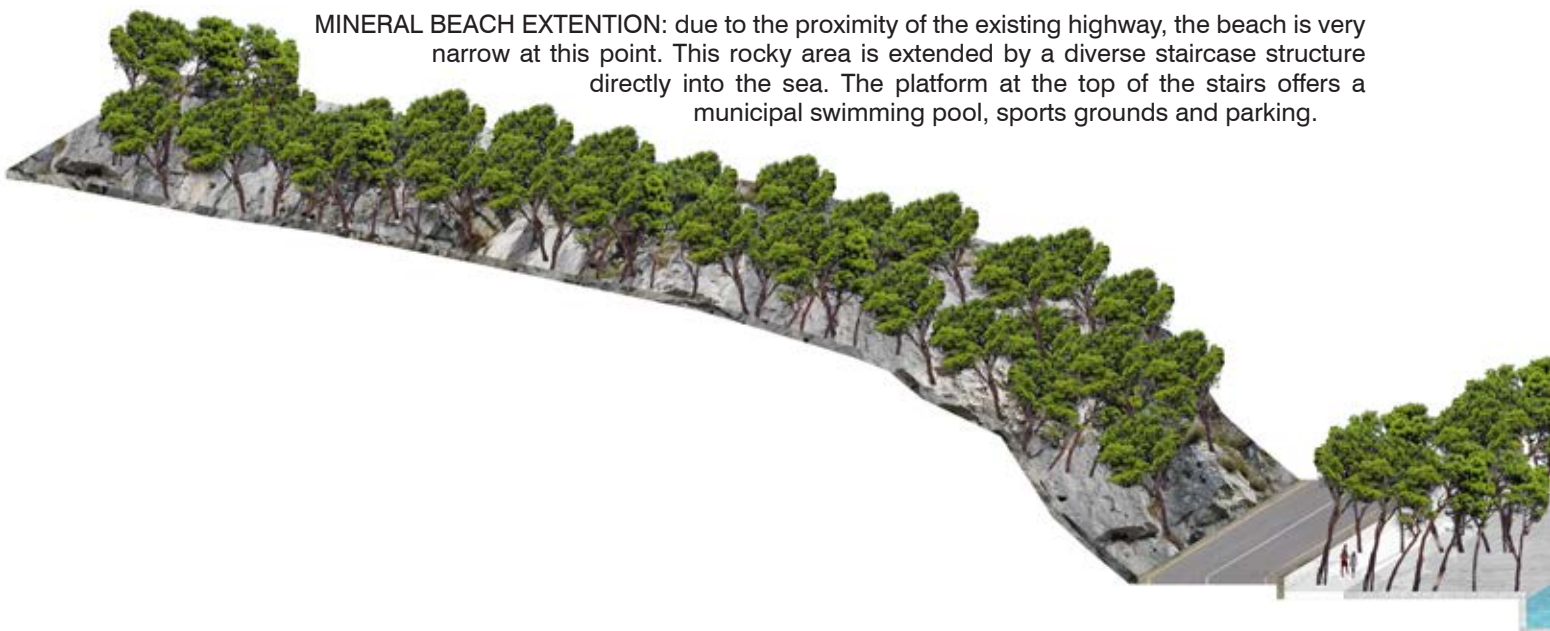 MINERAL BEACH EXTENTION: due to the proximity of the existing highway, the beach is very
narrow at this point. This rocky area is extended by a diverse staircase structure
directly into the sea. The platform at the top of the stairs offers a
municipal swimming pool, sports grounds and parking.